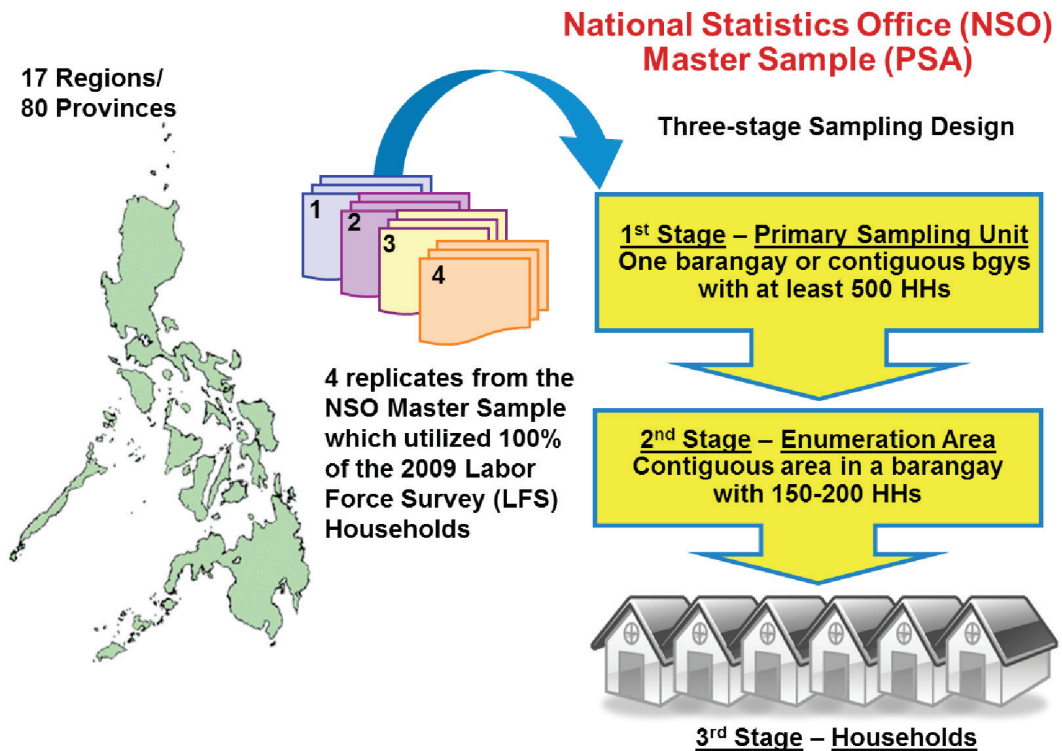 National Statistics Office (NSO)
Master Sample (PSA)
17 Regions/
80 Provinces
Three-stage Sampling Design
1
2
3
4
4 replicates from the
NSO Master Sample
which utilized 100%
of the 2009 Labor
Force Survey (LFS)
Households
1st Stage – Primary Sampling Unit
One barangay or contiguous bgys
with at least 500 HHs
2nd Stage – Enumeration Area
Contiguous area in a barangay
with 150-200 HHs
3rd Stage – Households